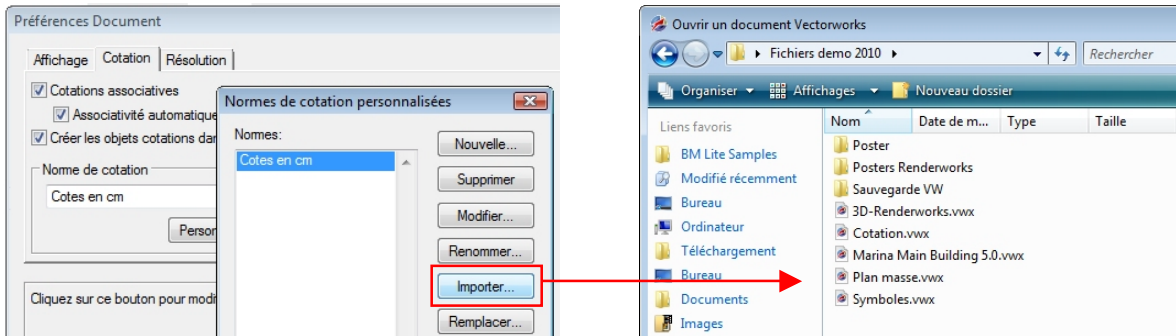 Préférences Document
Affichage Cotation Résolution
Cotations associatives
Associativité automatique
Créer les objets cotations dan
Norme de cotation
Cotes en cm
Person
Cliquez sur ce bouton pour modi
Normes de cotation personnalisées
Normes:
Cotes en cm
Nouvelle...
Supprimer
Modifier...
Renommer...
Importer...
Remplacer...
Ouvrir un document Vectorworks
Fichiers demo 2010
Rechercher
Organiser Affichages Nouveau dossier
Liens favoris
BM Lite Samples
Modifié récemment
Bureau
Ordinateur
Téléchargement
Bureau
Documents
Images
Nom Date de m... Type Taille
Poster
Posters Renderworks
Sauvegarde VW
3D-Renderworks.vwx
Cotation.vwx
Marina Main Building 5.0.vwx
Plan masse.vwx
Symboles.vwx